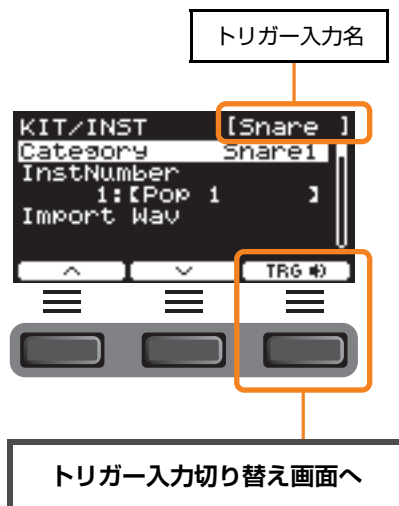 トリガー入力名
KIT/INST [Snare ]
Category Snare1
InstNumber
1:[Pop 1 ]
Import Wav
TRG
トリガー入力切り替え画面へ